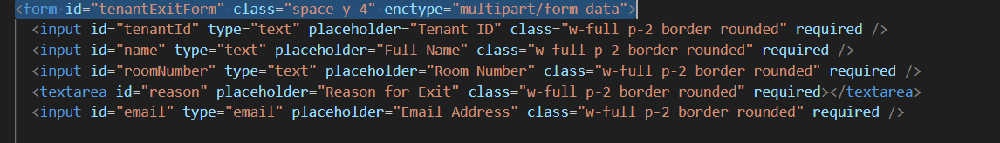 <form id="tenantExitForm" class="space-y-4" enctype="multipart/form-data">
<input id="tenantId" type="text" placeholder="Tenant ID" class="w-full p-2 border rounded" required />
<input id="name" type="text" placeholder="Full Name" class="w-full p-2 border rounded" required />
<input id="roomNumber" type="text" placeholder="Room Number" class="w-full p-2 border rounded" required />
<textarea id="reason" placeholder="Reason for Exit" class="w-full p-2 border rounded" required></textarea>
<input id="email" type="email" placeholder="Email Address" class="w-full p-2 border rounded" required />